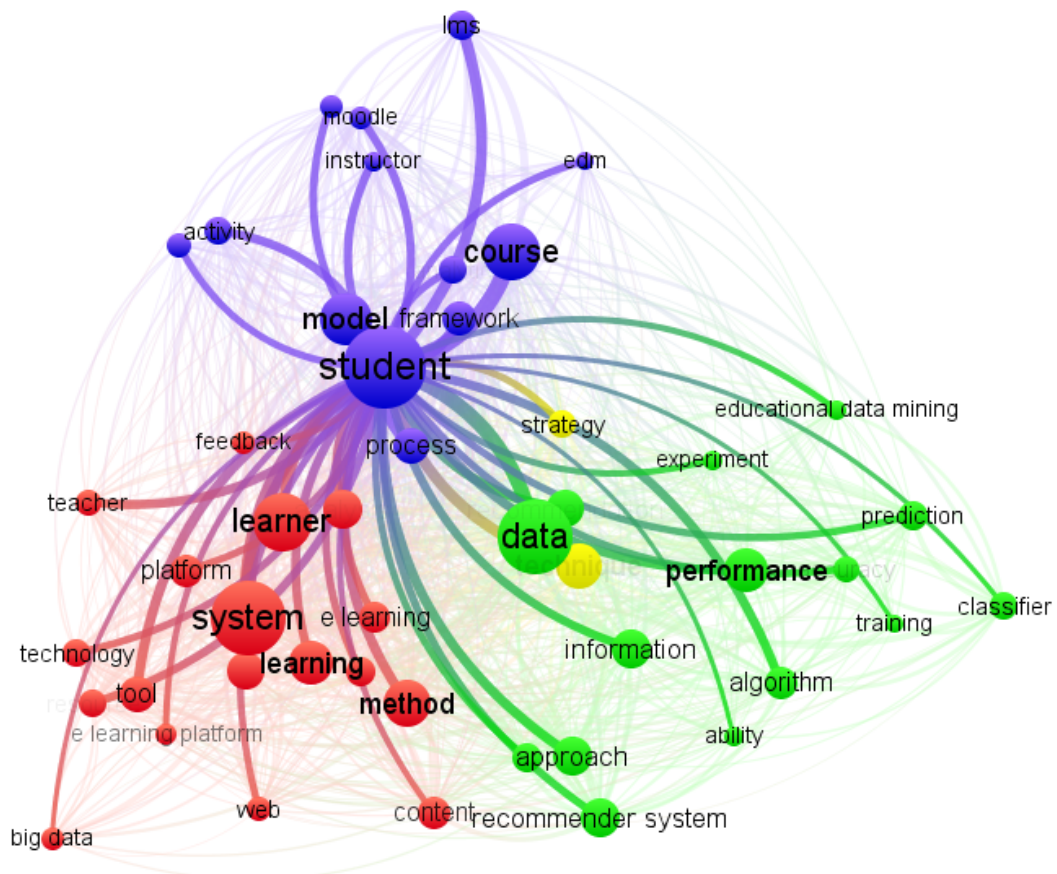 lms
moodle
instructor
edm
activity
course
model
framework
student
educational data mining
strategy
feedback
process
experiment
teacher
learner
prediction
data
platform
technique
performance
classifier
system
e learning
training
technology
information
learning
algorithm
tool
method
e learning platform
ability
approach
web
content
recommender system
big data